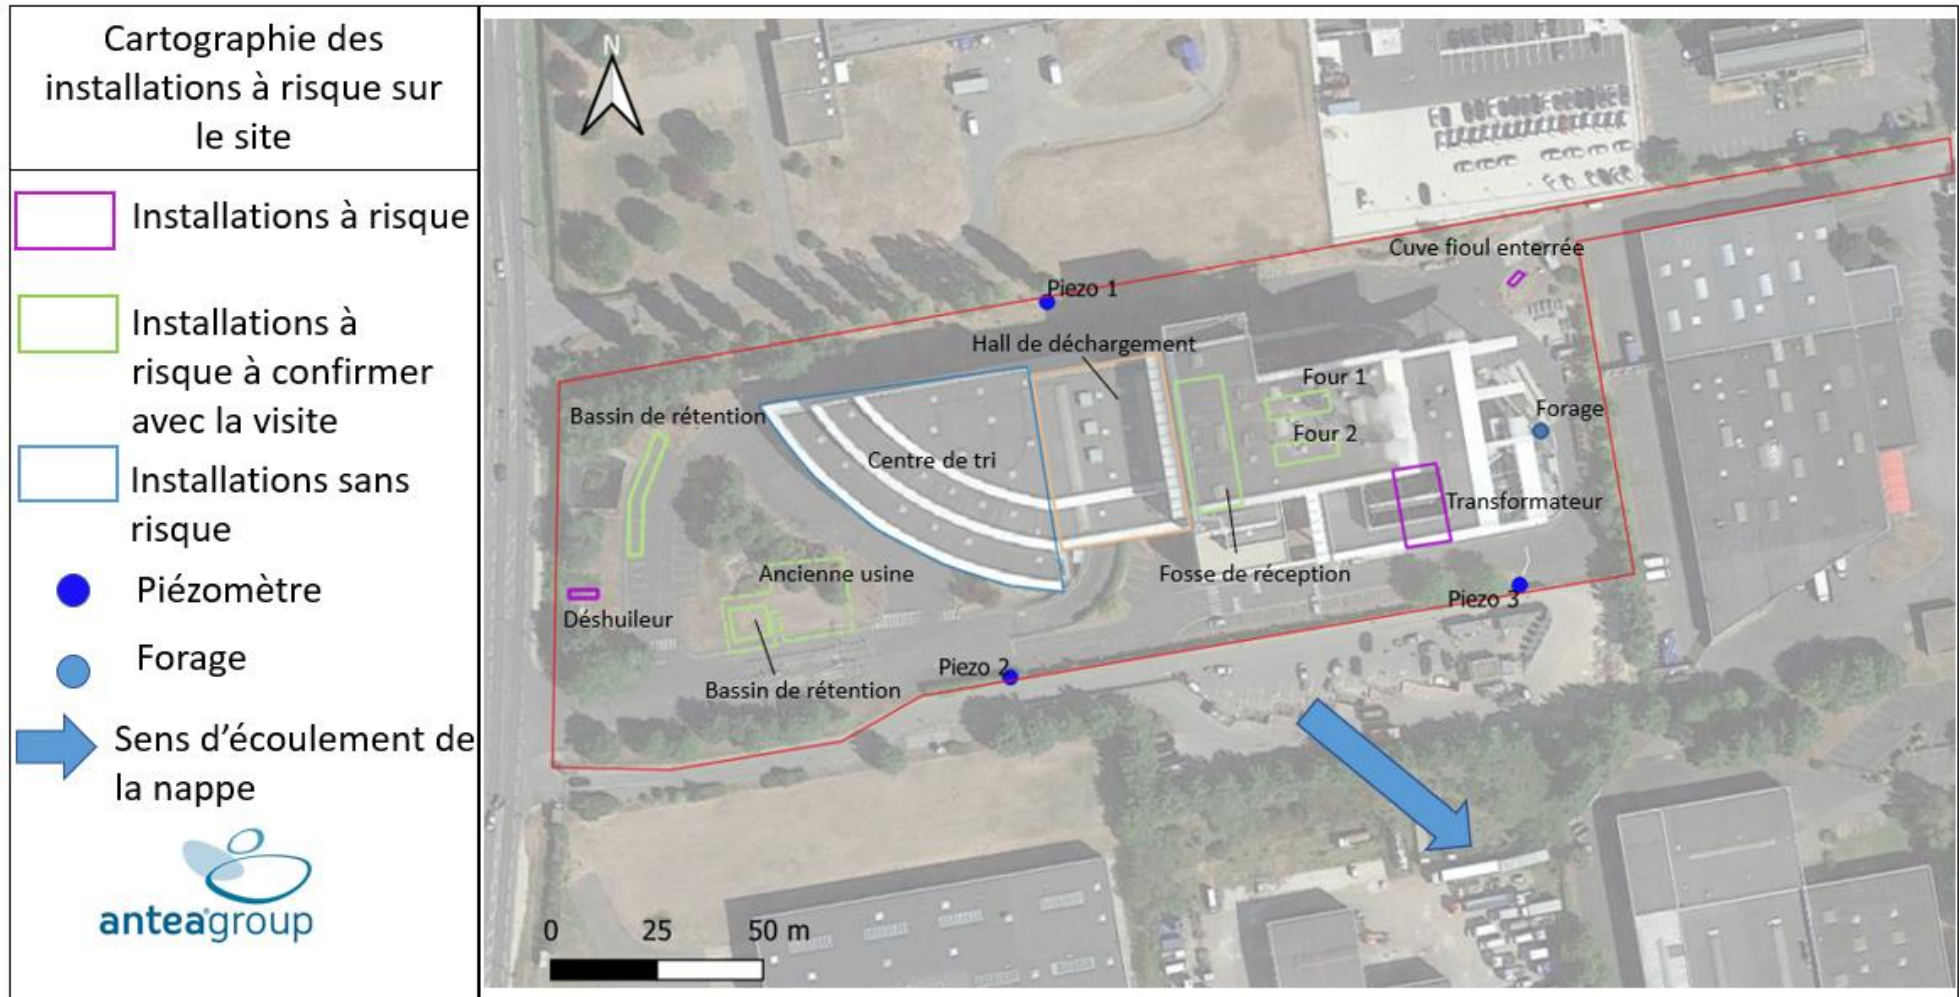 Cartographie des
installations à risque sur
le site
Installations à risque
Installations à
risque à confirmer
avec la visite
Installations sans
risque
Piézomètre
Forage
Sens d'écoulement de
la nappe
anteagroup
N
Cuve fioul enterrée
Piezo 1
Hall de déchargement
Four 1
Bassin de rétention
Forage
Four 2
Centre de tri
Transformateur
Ancienne usine
Fosse de réception
Déshuileur
Piezo 3
Piezo 2
Bassin de rétention
0 25 50 m